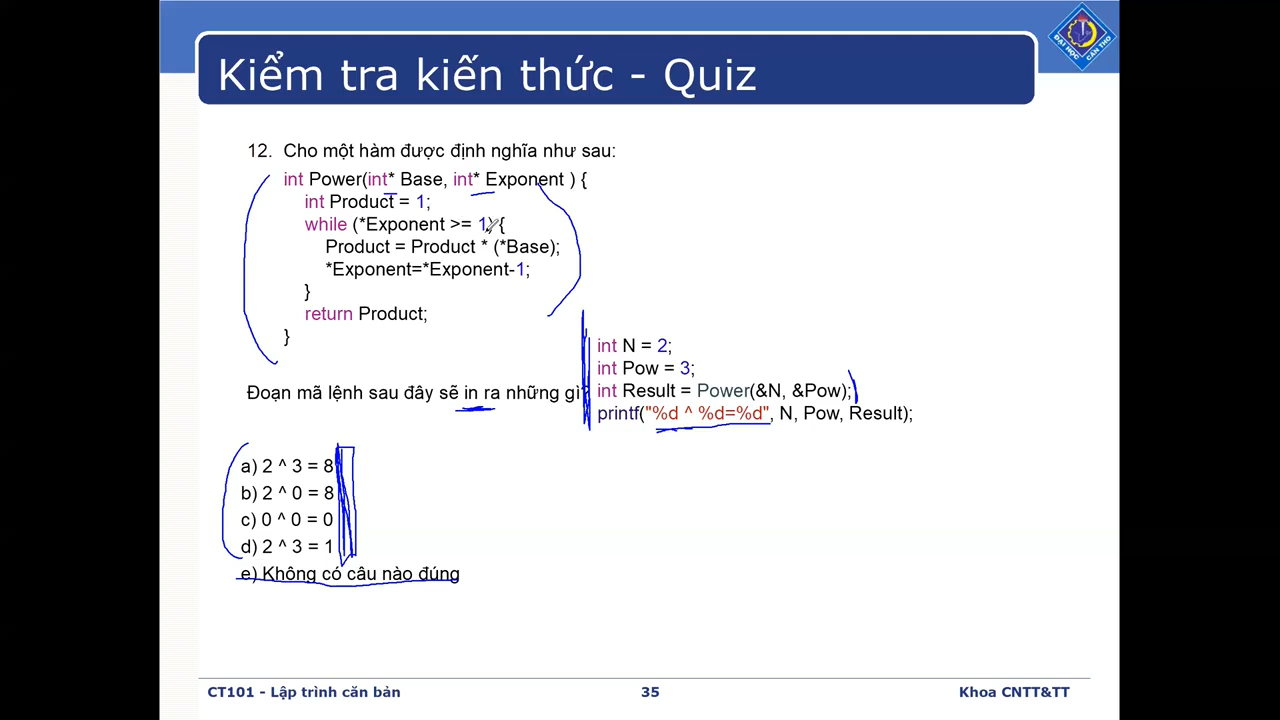 Kiểm tra kiến thức - Quiz
ĐẠI HỌC CẦN THƠ
12. Cho một hàm được định nghĩa như sau:
int Power(int* Base, int* Exponent ) {
int Product = 1;
while (*Exponent >= 1) {
Product = Product * (*Base);
*Exponent=*Exponent-1;
}
return Product;
}
Đoạn mã lệnh sau đây sẽ in ra những gì?
int N = 2;
int Pow = 3;
int Result = Power(&N, &Pow);
printf("%d ^ %d=%d", N, Pow, Result);
a) 2 ^ 3 = 8
b) 2 ^ 0 = 8
c) 0 ^ 0 = 0
d) 2 ^ 3 = 1
e) Không có câu nào đúng
CT101 - Lập trình căn bản
35
Khoa CNTT&TT